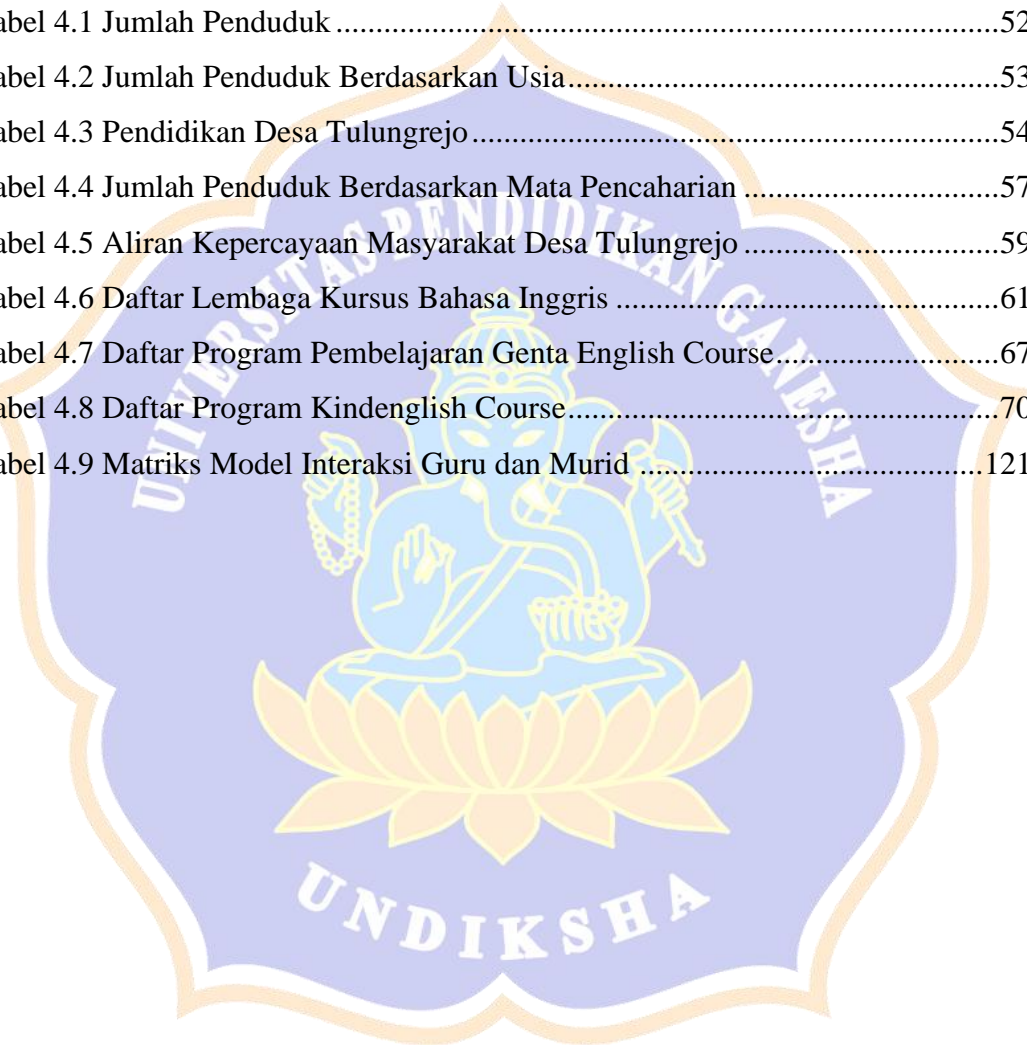 abel 4.1 Jumlah Penduduk ...................................................................................52
abel 4.2 Jumlah Penduduk Berdasarkan Usia......................................................53
abel 4.3 Pendidikan Desa Tulungrejo..................................................................54
abel 4.4 Jumlah Penduduk Berdasarkan Mata Pencaharian ................................57
abel 4.5 Aliran Kepercayaan Masyarakat Desa Tulungrejo ................................59
abel 4.6 Daftar Lembaga Kursus Bahasa Inggris ................................................61
abel 4.7 Daftar Program Pembelajaran Genta English Course............................67
abel 4.8 Daftar Program Kindenglish Course......................................................70
abel 4.9 Matriks Model Interaksi Guru dan Murid ...........................................121
UNIVERSITAS PENDIDIKAN GANESHA
UNDIKSHA